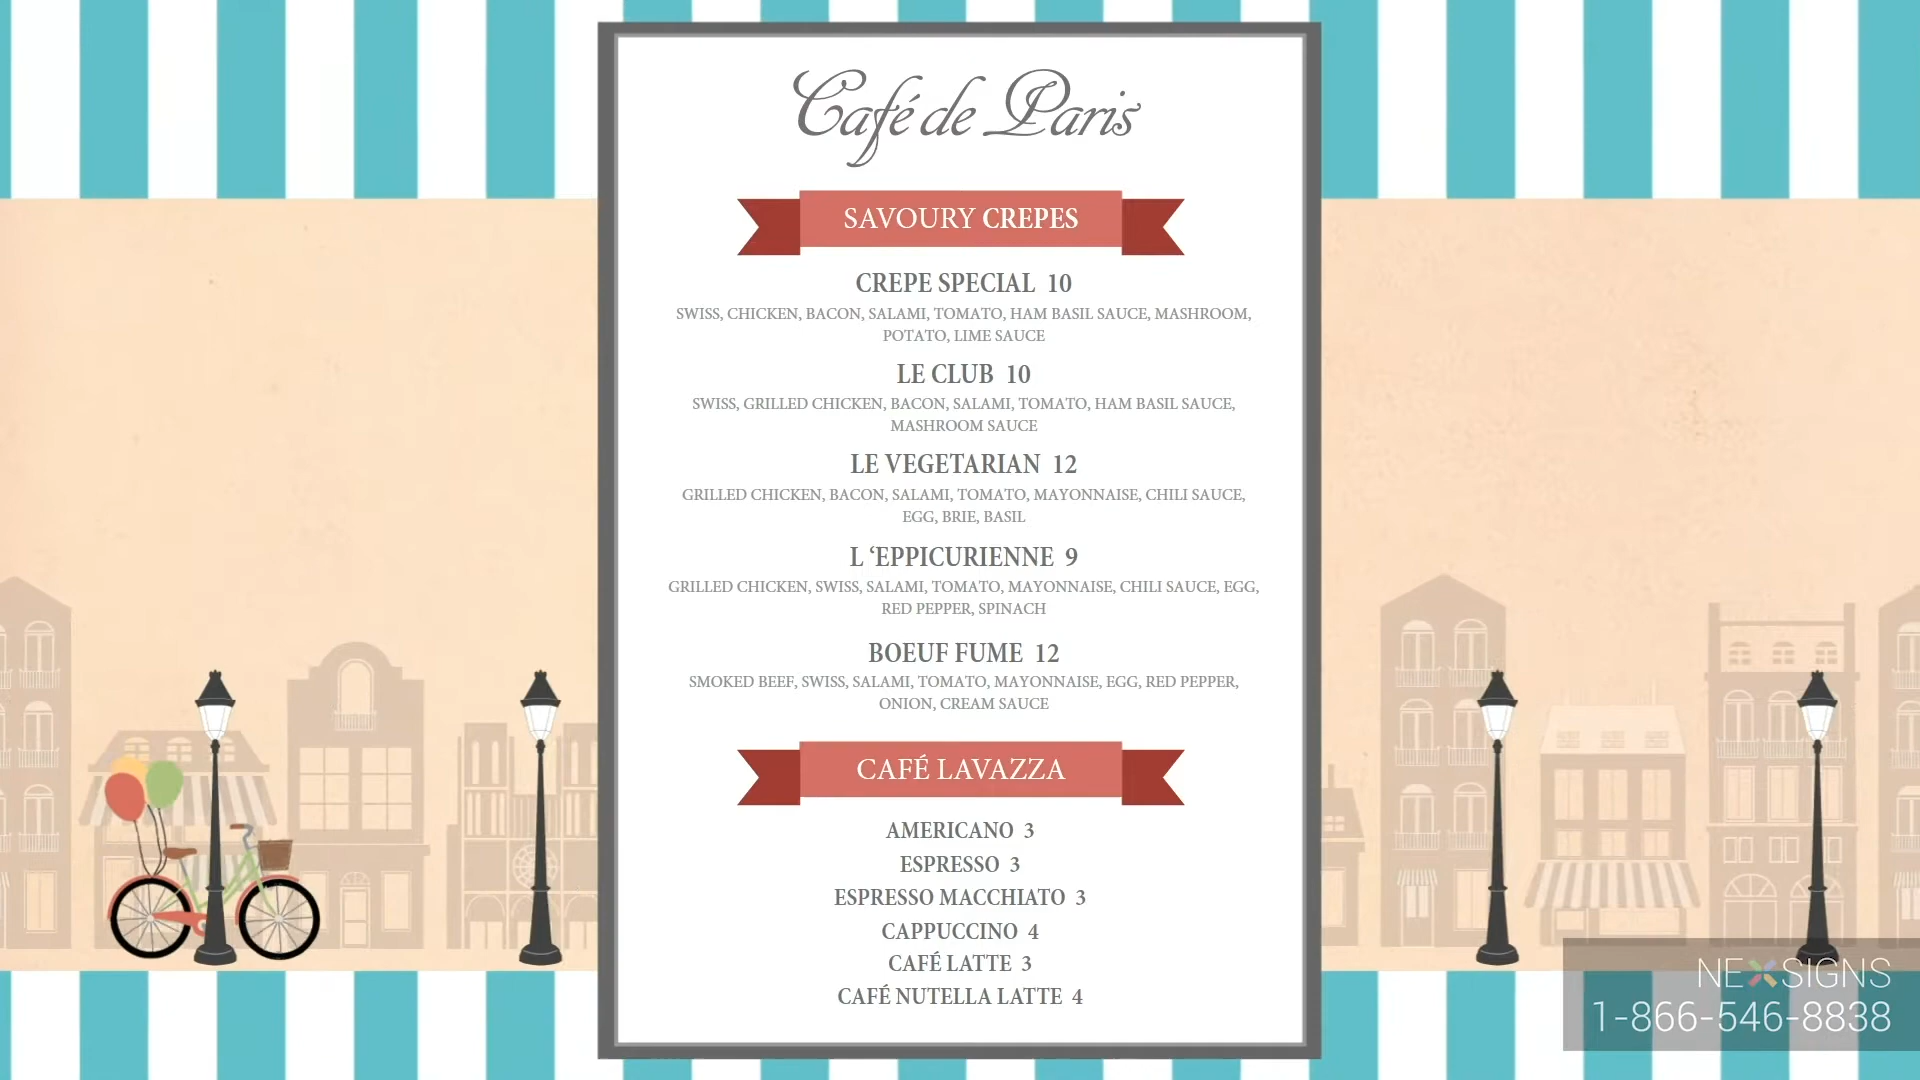 Café de Paris
SAVOURY CREPES
CREPE SPECIAL 10
SWISS, CHICKEN, BACON, SALAMI, TOMATO, HAM BASIL SAUCE, MASHROOM,
POTATO, LIME SAUCE
LE CLUB 10
SWISS, GRILLED CHICKEN, BACON, SALAMI, TOMATO, HAM BASIL SAUCE,
MASHROOM SAUCE
LE VEGETARIAN 12
GRILLED CHICKEN, BACON, SALAMI, TOMATO, MAYONNAISE, CHILI SAUCE,
EGG, BRIE, BASIL
L ‘EPPICURIENNE 9
GRILLED CHICKEN, SWISS, SALAMI, TOMATO, MAYONNAISE, CHILI SAUCE, EGG,
RED PEPPER, SPINACH
BOEUF FUME 12
SMOKED BEEF, SWISS, SALAMI, TOMATO, MAYONNAISE, EGG, RED PEPPER,
ONION, CREAM SAUCE
CAFÉ LAVAZZA
AMERICANO 3
ESPRESSO 3
ESPRESSO MACCHIATO 3
CAPPUCCINO 4
CAFÉ LATTE 3
CAFÉ NUTELLA LATTE 4
NEXSIGNS
1-866-546-8838